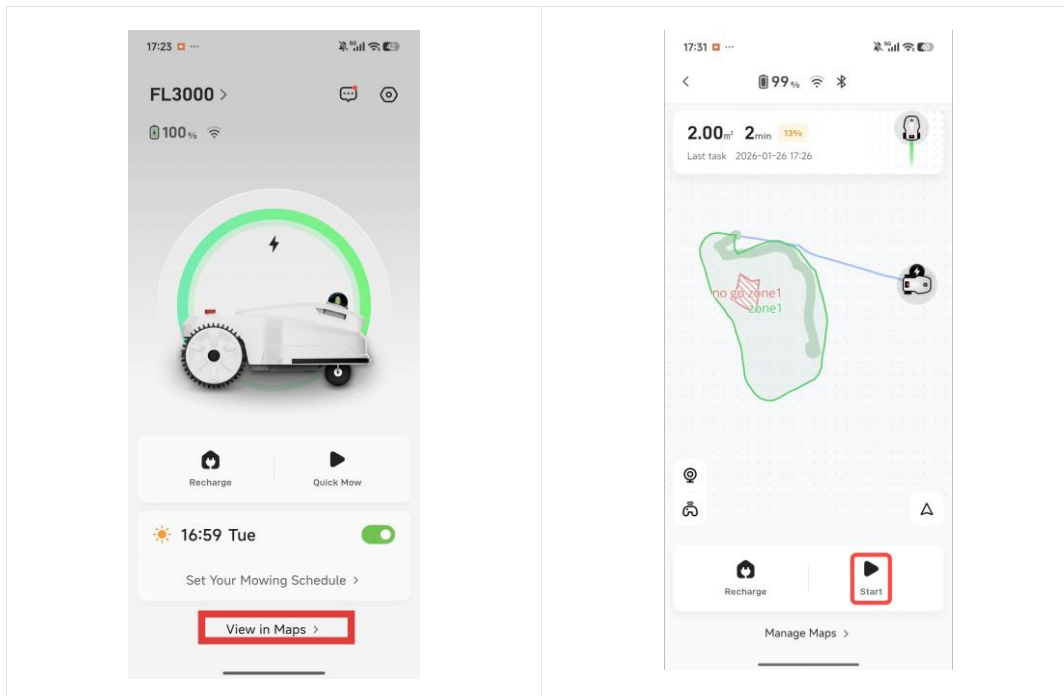 17:23 ...
FL3000 >
100%
Recharge Quick Mow
16:59 Tue
Set Your Mowing Schedule >
View in Maps >
17:31 ...
< 99%
2.00m² 2min 13%
Last task 2026-01-26 17:26
no go zone1
zone1
Recharge Start
Manage Maps >